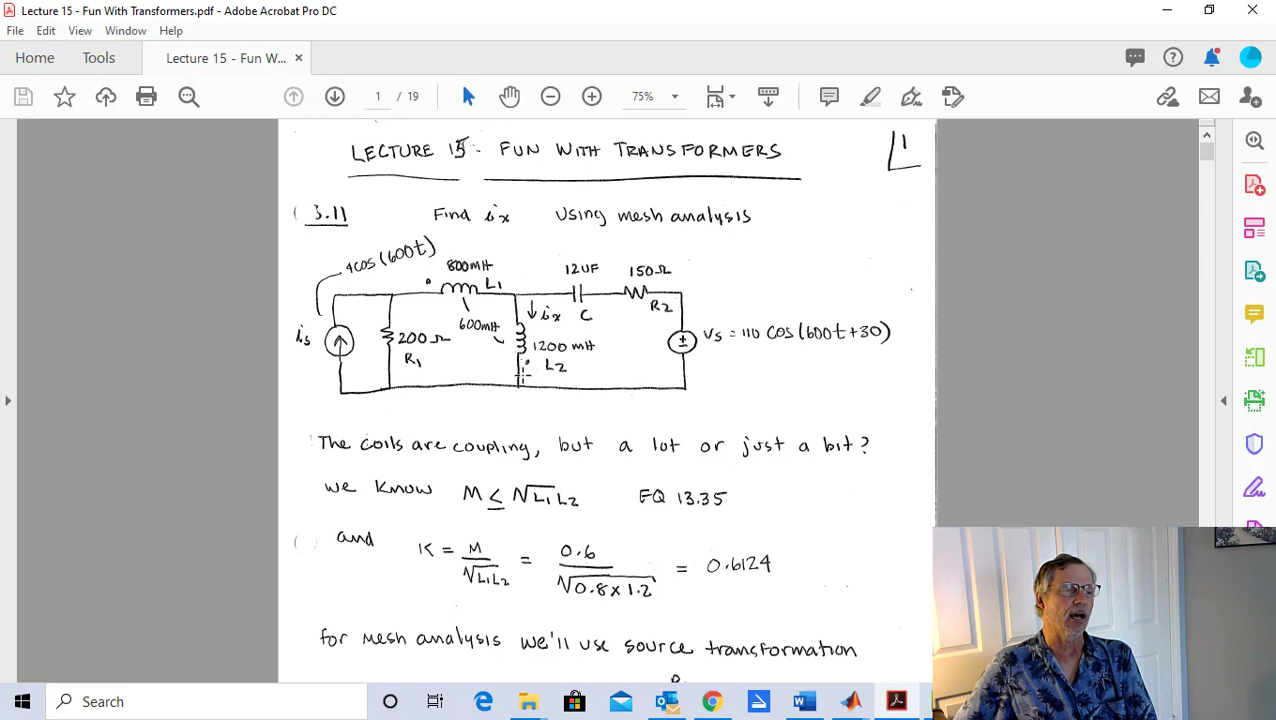 Lecture 15 - Fun With Transformers.pdf - Adobe Acrobat Pro DC
File Edit View Window Help
Home Tools Lecture 15 - Fun W... ×
1 / 19 75%
LECTURE 15 - FUN WITH TRANSFORMERS
1
3.11 Find ix Using mesh analysis
4cos(600t)
800mH L1
12UF C
150Ω R2
is
200Ω R1
600mH
ix
1200 mH L2
vs = 110 cos(600t+30)
The coils are coupling, but a lot or just a bit?
we know M ≤ √L1L2 EQ 13.35
and K = M/√L1L2 = 0.6/√0.8x1.2 = 0.6124
for mesh analysis we'll use source transformation
Search